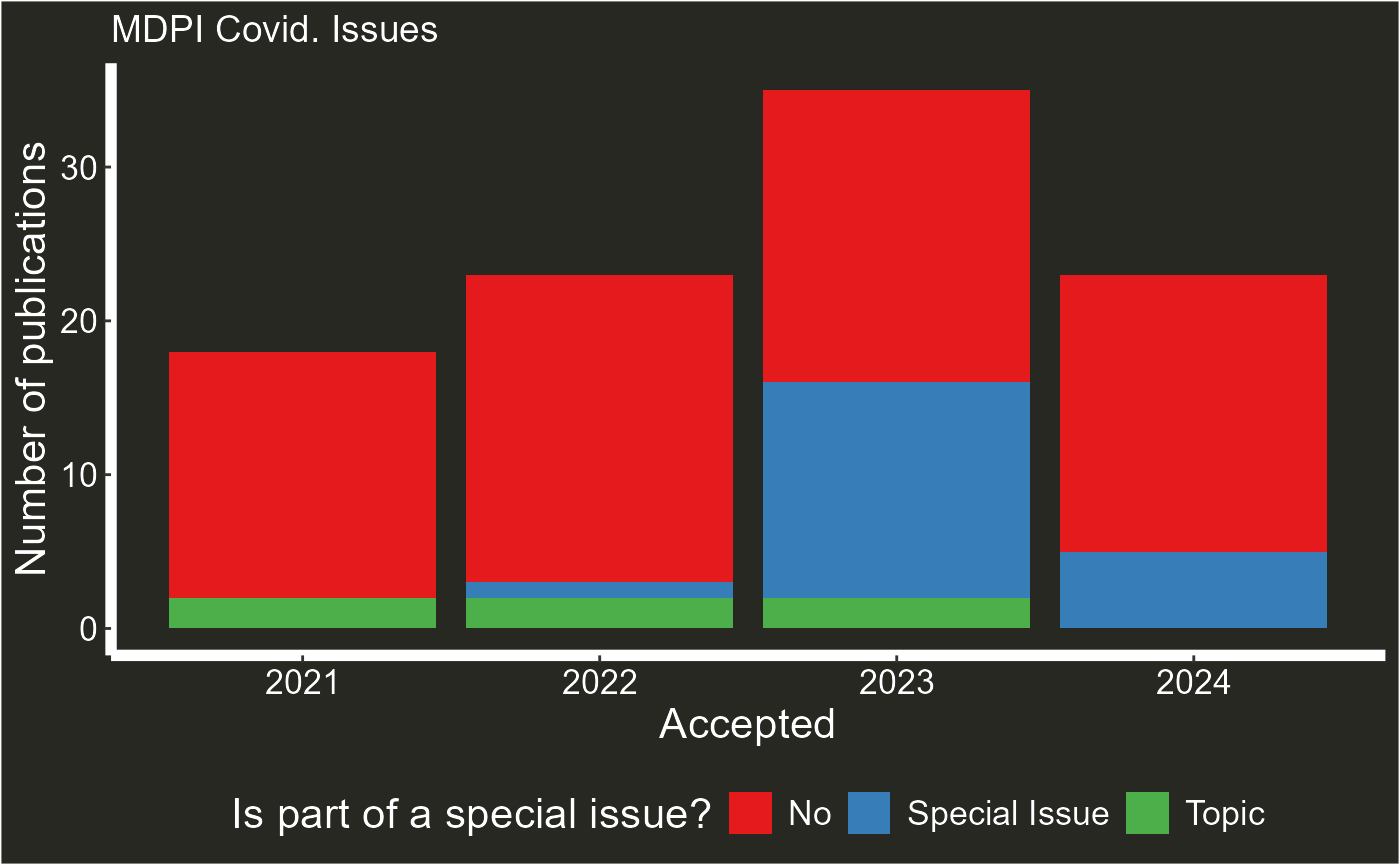 MDPI Covid. Issues
Number of publications
30
20
10
0
2021 2022 2023 2024
Accepted
Is part of a special issue? No Special Issue Topic